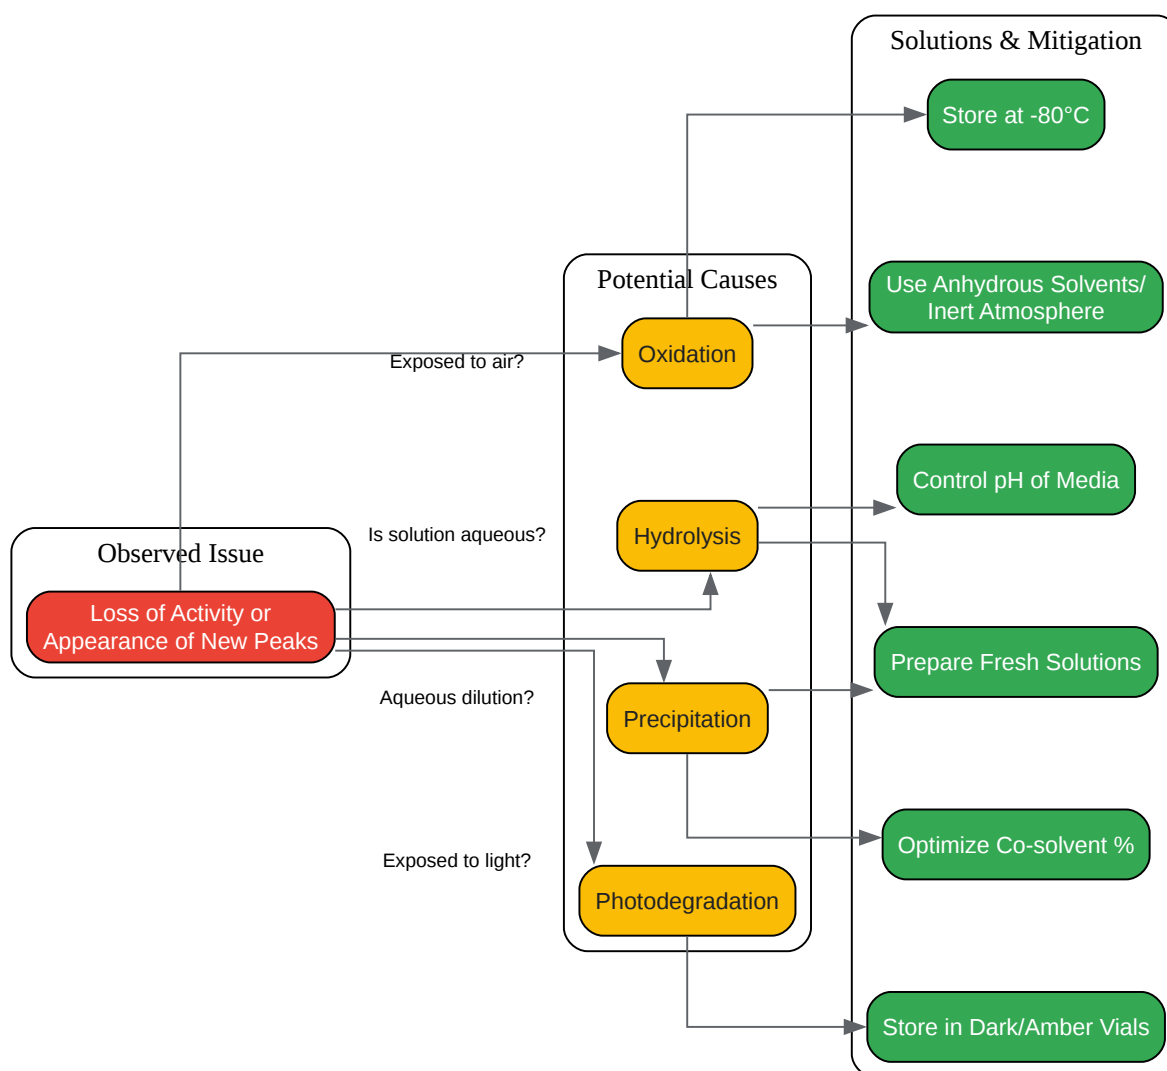 Observed Issue
Loss of Activity or
Appearance of New Peaks
Exposed to air?
Is solution aqueous?
Aqueous dilution?
Exposed to light?
Potential Causes
Oxidation
Hydrolysis
Precipitation
Photodegradation
Solutions & Mitigation
Store at -80°C
Use Anhydrous Solvents/
Inert Atmosphere
Control pH of Media
Prepare Fresh Solutions
Optimize Co-solvent %
Store in Dark/Amber Vials